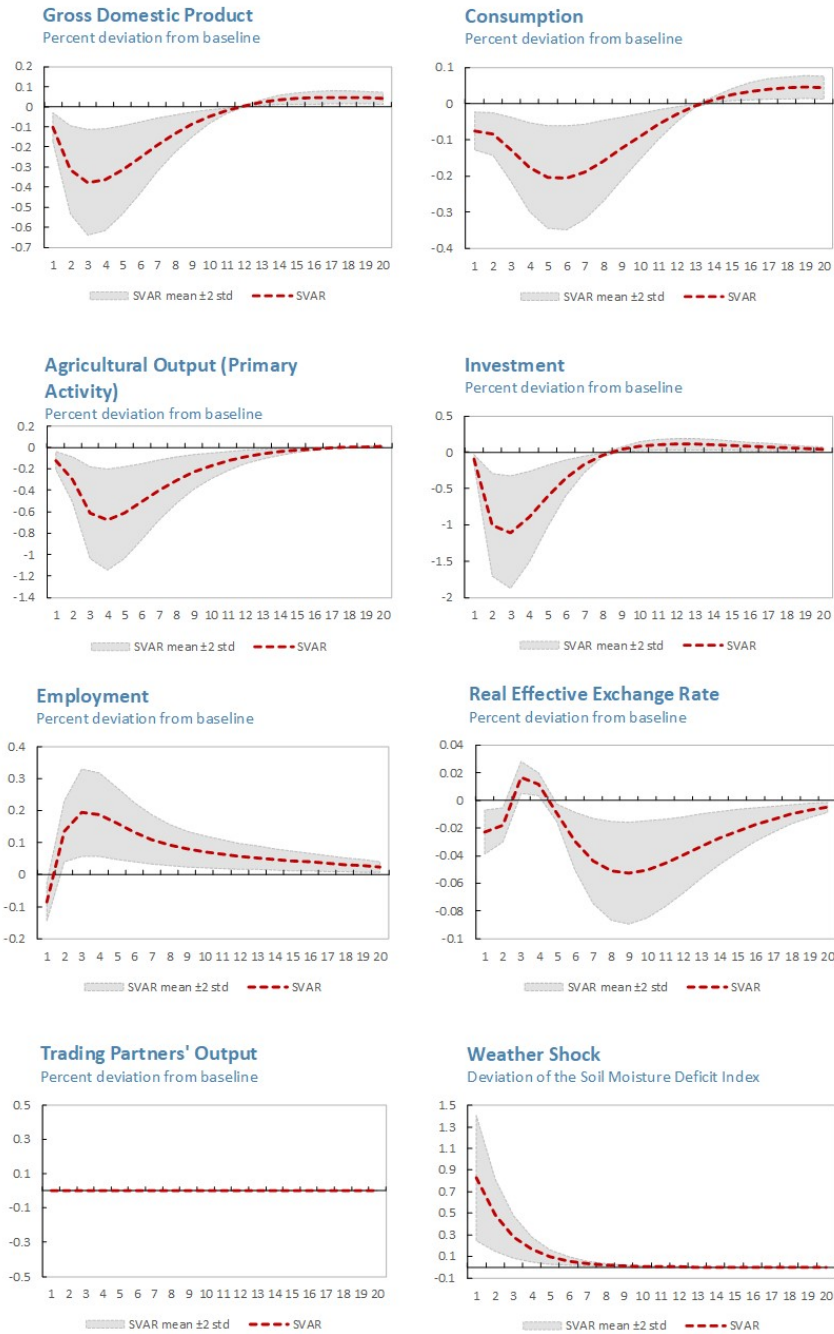 Gross Domestic Product
Percent deviation from baseline
0.2
0.1
0
-0.1
-0.2
-0.3
-0.4
-0.5
-0.6
-0.7
1 2 3 4 5 6 7 8 9 10 11 12 13 14 15 16 17 18 19 20
SVAR mean ±2 std SVAR
Consumption
Percent deviation from baseline
0.1
0
-0.1
-0.2
-0.3
-0.4
1 2 3 4 5 6 7 8 9 10 11 12 13 14 15 16 17 18 19 20
SVAR mean ±2 std SVAR
Agricultural Output (Primary
Activity)
Percent deviation from baseline
0.2
0
-0.2
-0.4
-0.6
-0.8
-1
-1.2
-1.4
1 2 3 4 5 6 7 8 9 10 11 12 13 14 15 16 17 18 19 20
SVAR mean ±2 std SVAR
Investment
Percent deviation from baseline
0.5
0
-0.5
-1
-1.5
-2
1 2 3 4 5 6 7 8 9 10 11 12 13 14 15 16 17 18 19 20
SVAR mean ±2 std SVAR
Employment
Percent deviation from baseline
0.4
0.3
0.2
0.1
0
-0.1
-0.2
1 2 3 4 5 6 7 8 9 10 11 12 13 14 15 16 17 18 19 20
SVAR mean ±2 std SVAR
Real Effective Exchange Rate
Percent deviation from baseline
0.04
0.02
0
-0.02
-0.04
-0.06
-0.08
-0.1
1 2 3 4 5 6 7 8 9 10 11 12 13 14 15 16 17 18 19 20
SVAR mean ±2 std SVAR
Trading Partners' Output
Percent deviation from baseline
0.5
0.3
0.1
-0.1
-0.3
-0.5
1 2 3 4 5 6 7 8 9 10 11 12 13 14 15 16 17 18 19 20
SVAR mean ±2 std SVAR
Weather Shock
Deviation of the Soil Moisture Deficit Index
1.5
1.3
1.1
0.9
0.7
0.5
0.3
0.1
-0.1
1 2 3 4 5 6 7 8 9 10 11 12 13 14 15 16 17 18 19 20
SVAR mean ±2 std SVAR